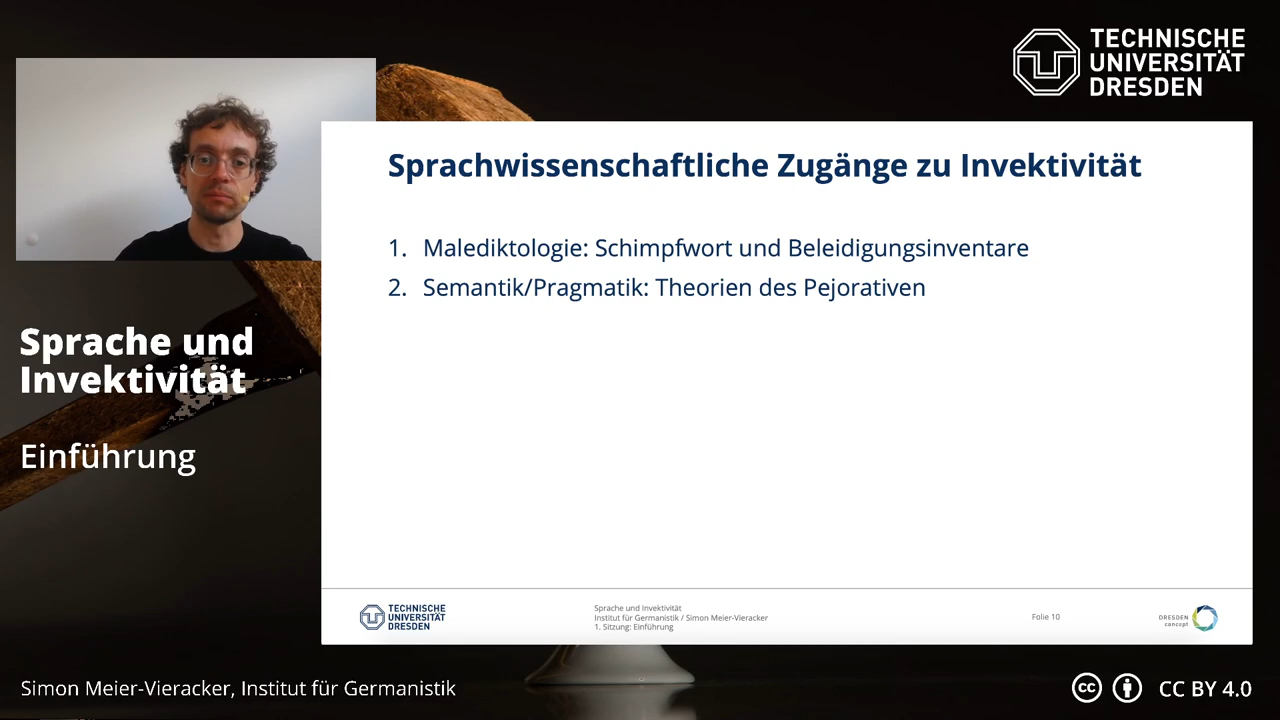 TECHNISCHE
UNIVERSITÄT
DRESDEN
Sprachwissenschaftliche Zugänge zu Invektivität
1. Malediktologie: Schimpfwort und Beleidigungsinventare
2. Semantik/Pragmatik: Theorien des Pejorativen
Sprache und
Invektivität
Einführung
TECHNISCHE
UNIVERSITÄT
DRESDEN
Sprache und Invektivität
Institut für Germanistik / Simon Meier-Vieracker
1. Sitzung: Einführung
Folie 10
DRESDEN
concept
Simon Meier-Vieracker, Institut für Germanistik
cc
CC BY 4.0